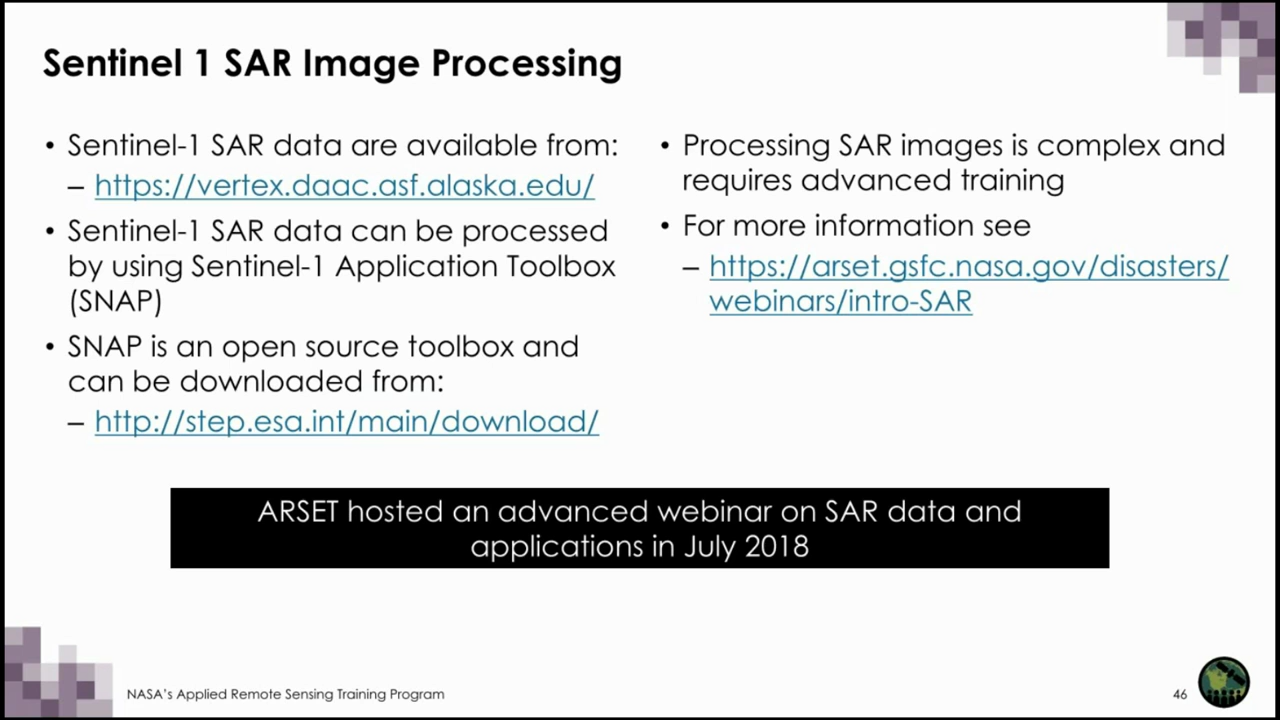 Sentinel 1 SAR Image Processing
• Sentinel-1 SAR data are available from:
– https://vertex.daac.asf.alaska.edu/
• Sentinel-1 SAR data can be processed
by using Sentinel-1 Application Toolbox
(SNAP)
• SNAP is an open source toolbox and
can be downloaded from:
– http://step.esa.int/main/download/
• Processing SAR images is complex and
requires advanced training
• For more information see
– https://arset.gsfc.nasa.gov/disasters/
webinars/intro-SAR
ARSET hosted an advanced webinar on SAR data and
applications in July 2018
NASA's Applied Remote Sensing Training Program
46